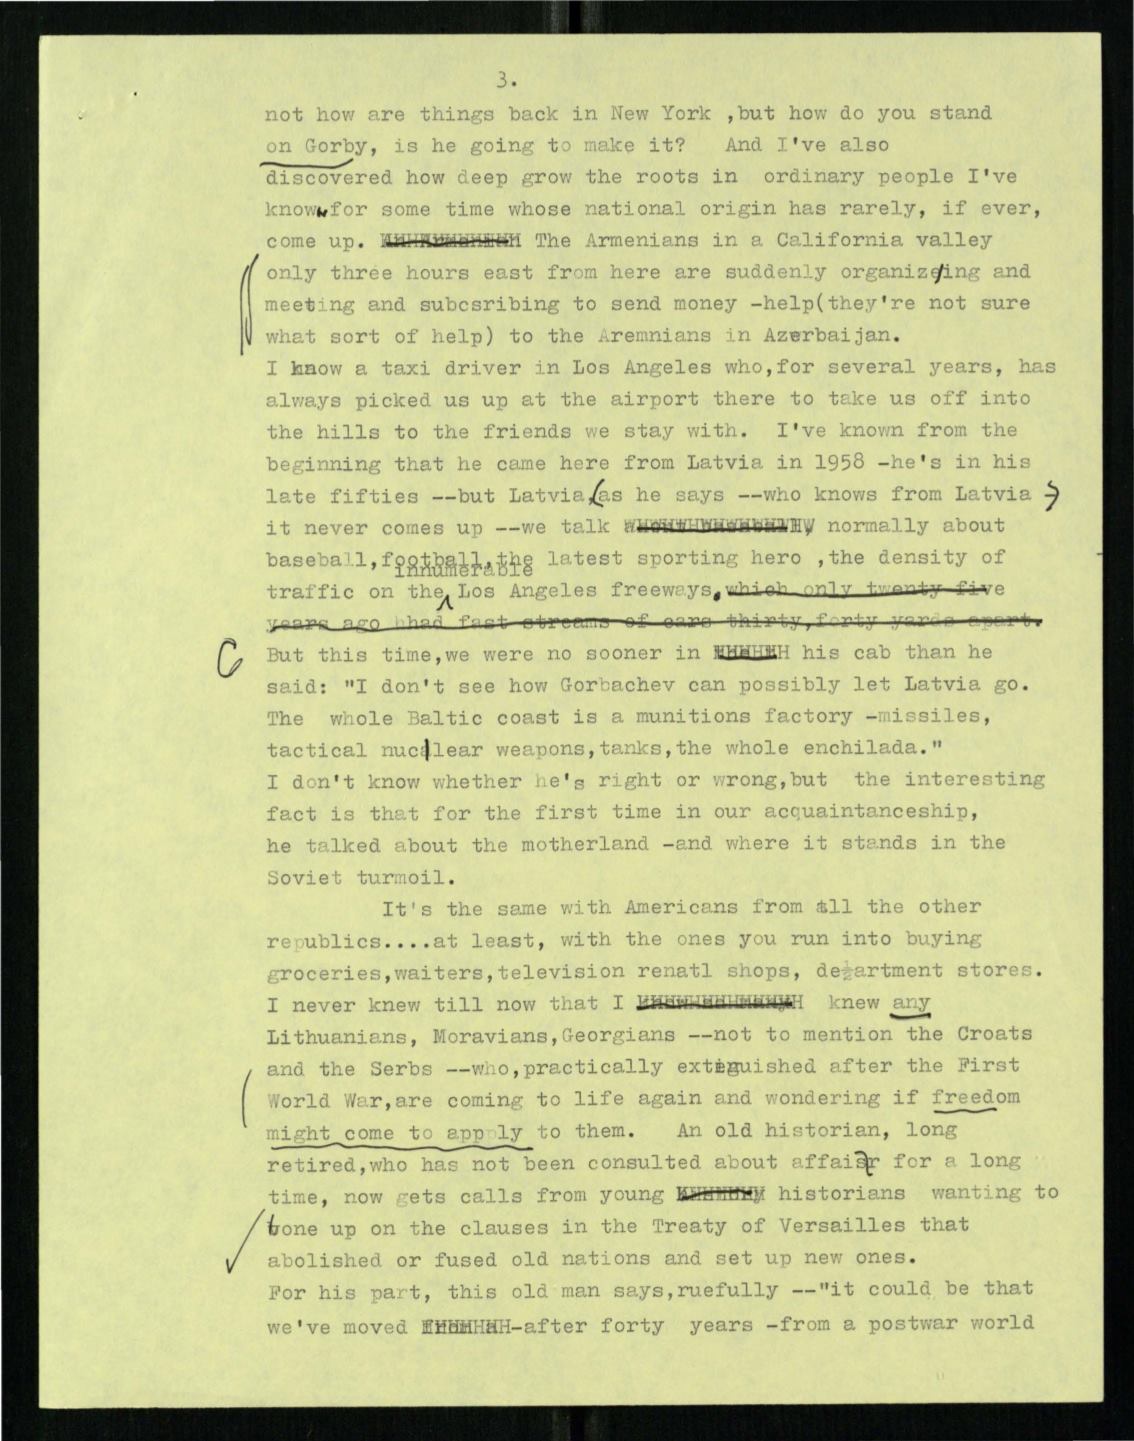 3.
not how are things back in New York ,but how do you stand
on Gorby, is he going to make it?   And I've also
discovered how deep grow the roots in  ordinary people I've
known for some time whose national origin has rarely, if ever,
come up.  The Armenians in a California valley
only three hours east from here are suddenly organizing and
meeting and subcsribing to send money -help(they're not sure
what sort of help) to the Aremnians in Azerbaijan.
I know a taxi driver in Los Angeles who,for several years, has
always picked us up at the airport there to take us off into
the hills to the friends we stay with.  I've known from the
beginning that he came here from Latvia in 1958 -he's in his
late fifties --but Latvia,(as he says --who knows from Latvia )
it never comes up --we talk  normally about
baseball,football,the latest sporting hero ,the density of
innumerable
traffic on the Los Angeles freeways. which only twenty five
years ago hhad fast streams of cars thirty,forty yards apart.
But this time,we were no sooner in  his cab than he
said: "I don't see how Gorbachev can possibly let Latvia go.
The  whole Baltic coast is a munitions factory -missiles,
tactical nuclear weapons,tanks,the whole enchilada."
I don't know whether he's right or wrong,but  the interesting
fact is that for the first time in our acquaintanceship,
he talked about the motherland -and where it stands in the
Soviet turmoil.
It's the same with Americans from all the other
republics....at least, with the ones you run into buying
groceries,waiters,television renatl shops, department stores.
I never knew till now that I  knew any
Lithuanians, Moravians,Georgians --not to mention the Croats
and the Serbs --who,practically extinguished after the First
World War,are coming to life again and wondering if freedom
might come to apply to them.   An old historian, long
retired,who has not been consulted about affairs for a long
time, now gets calls from young  historians  wanting to
bone up on the clauses in the Treaty of Versailles that
abolished or fused old nations and set up new ones.
For his part, this old man says,ruefully --"it could be that
we've moved -after forty  years -from a postwar world